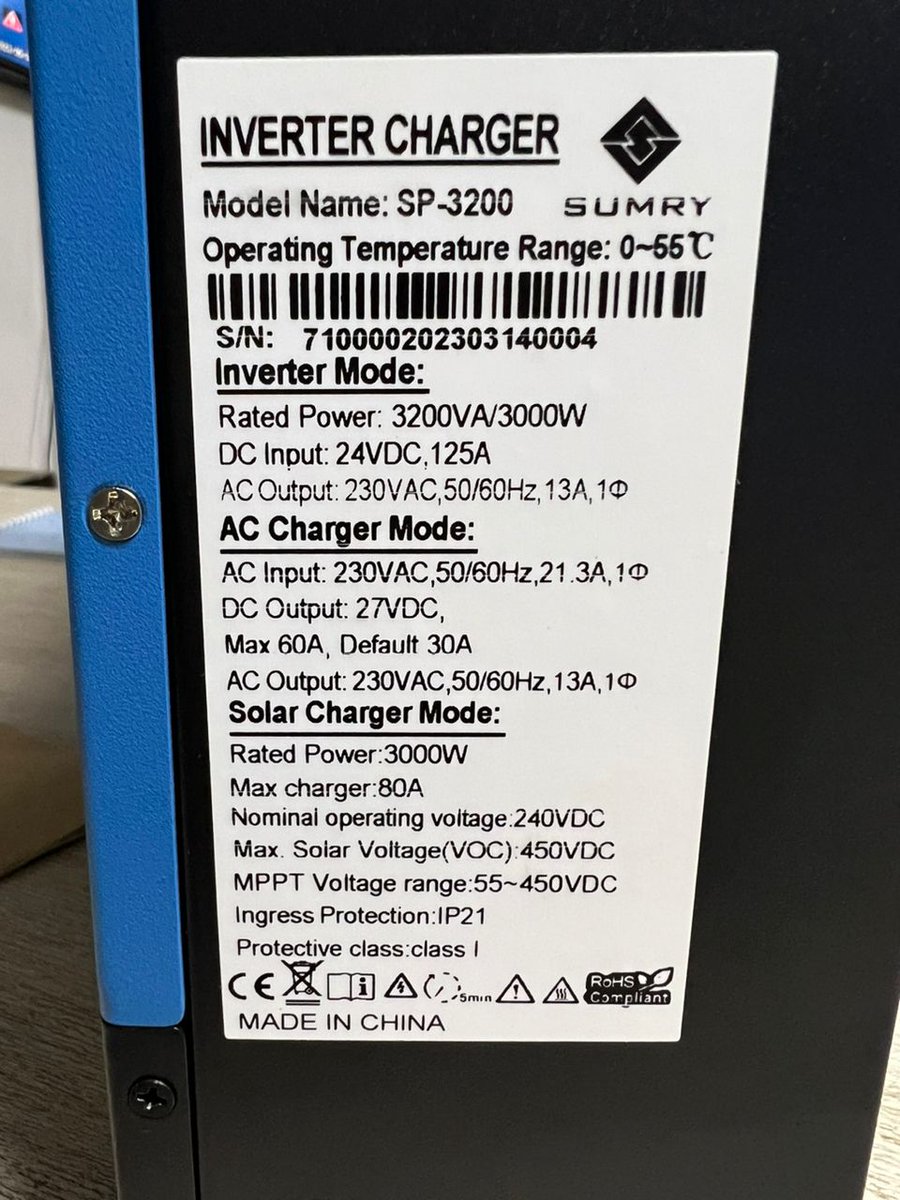 INVERTER CHARGER
SUMRY
Model Name: SP-3200
Operating Temperature Range: 0~55℃
S/N: 710000202303140004
Inverter Mode:
Rated Power: 3200VA/3000W
DC Input: 24VDC,125A
AC Output: 230VAC,50/60Hz,13A,1Φ
AC Charger Mode:
AC Input: 230VAC,50/60Hz,21.3A,1Φ
DC Output: 27VDC,
Max 60A, Default 30A
AC Output: 230VAC,50/60Hz,13A,1Φ
Solar Charger Mode:
Rated Power:3000W
Max charger:80A
Nominal operating voltage:240VDC
Max. Solar Voltage(VOC):450VDC
MPPT Voltage range:55~450VDC
Ingress Protection:IP21
Protective class:class I
CE i 5min RoHS
Compliant
MADE IN CHINA